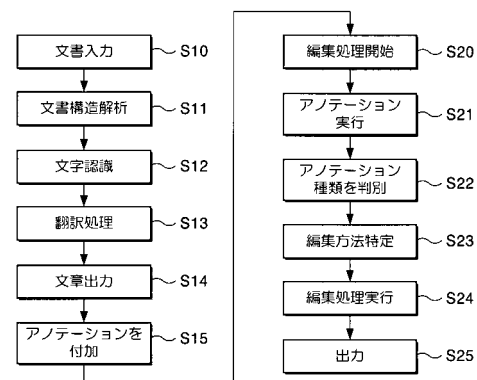 文書入力 S10
文書構造解析 S11
文字認識 S12
翻訳処理 S13
文章出力 S14
アノテーションを
付加 S15
編集処理開始 S20
アノテーション
実行 S21
アノテーション
種類を判別 S22
編集方法特定 S23
編集処理実行 S24
出力 S25